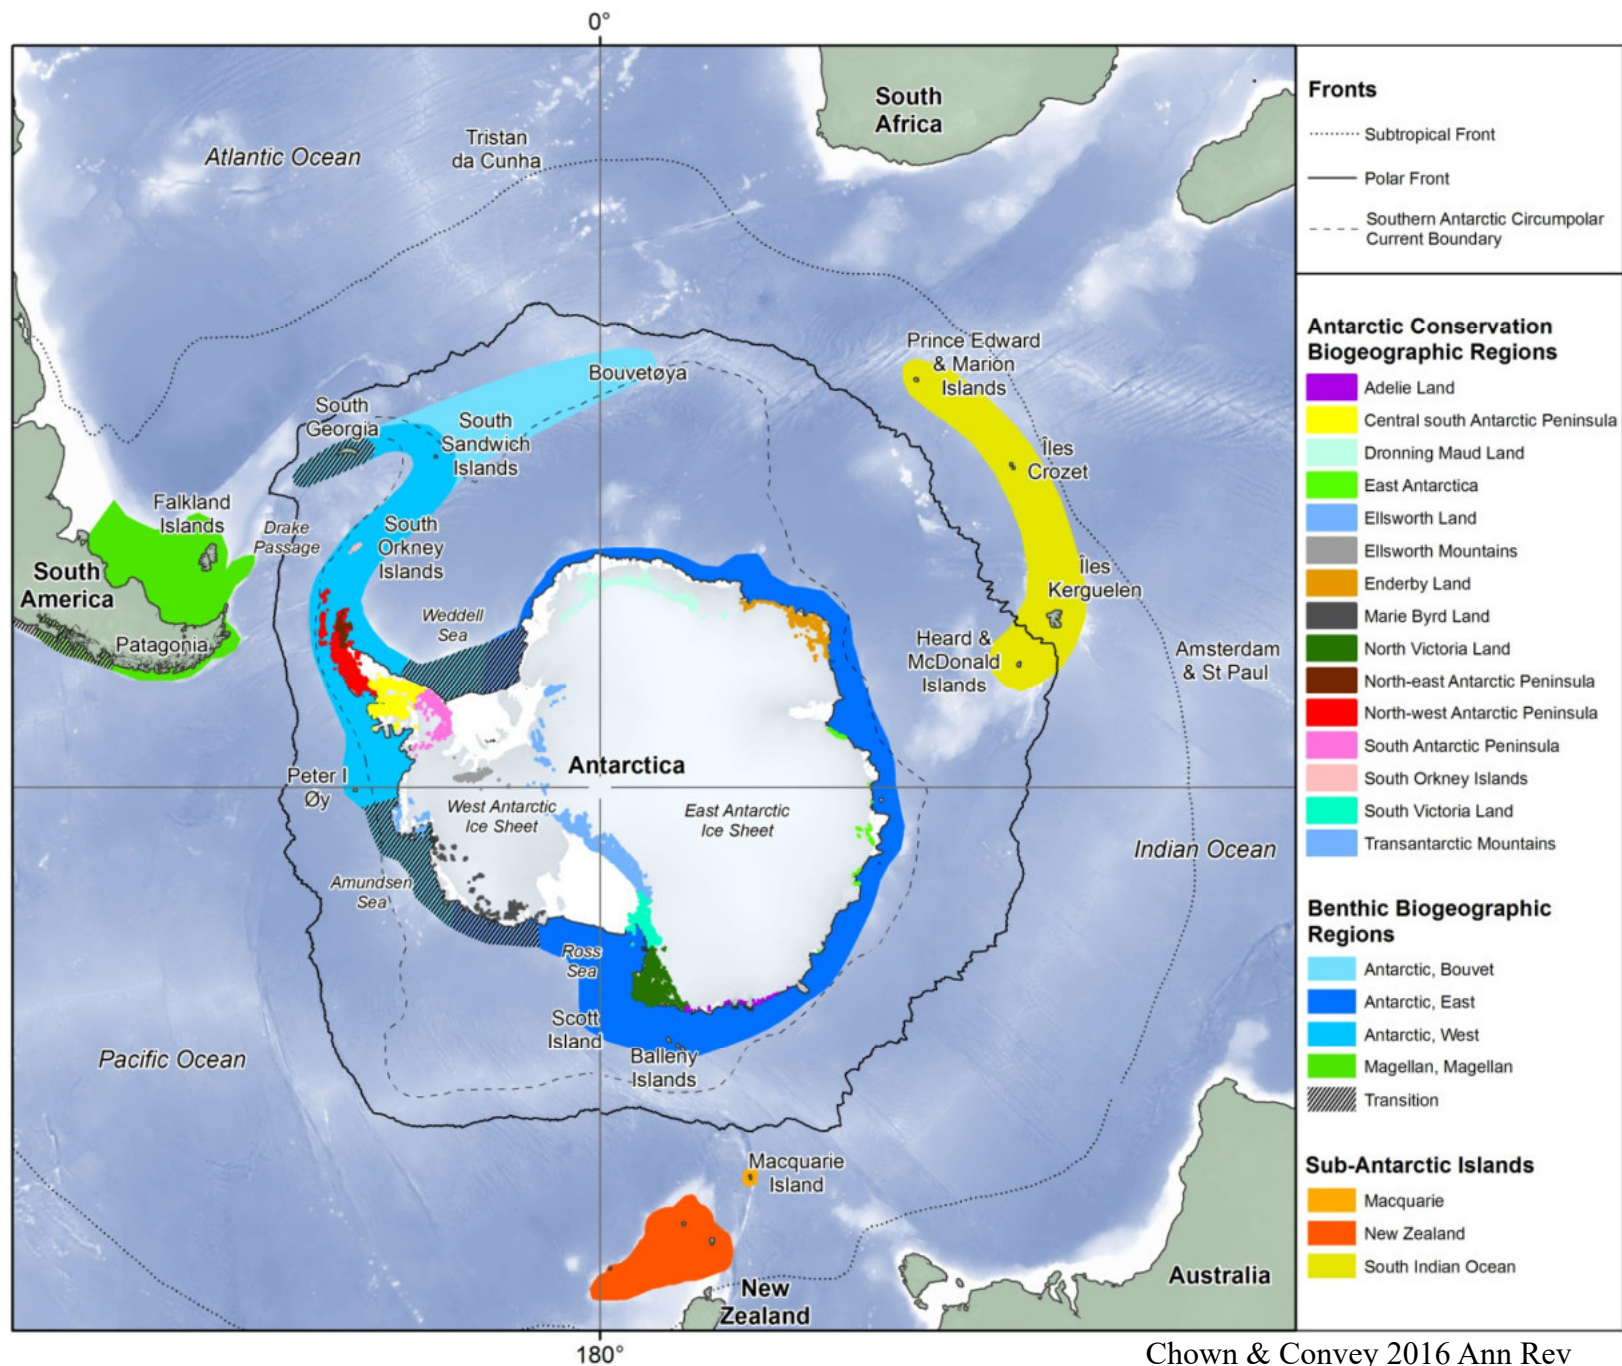 0°
South
Africa
Tristan
da Cunha
Atlantic Ocean
Prince Edward
& Marion
Islands
Bouvetøya
South
Georgia
South
Sandwich
Islands
Îles
Crozet
Falkland
Islands
Drake
Passage
South
Orkney
Islands
South
America
Îles
Kerguelen
Weddell
Sea
Patagonia
Heard &
McDonald
Islands
Amsterdam
& St Paul
Antarctica
Peter I
Øy
West Antarctic
Ice Sheet
East Antarctic
Ice Sheet
Indian Ocean
Amundsen
Sea
Ross
Sea
Scott
Island
Balleny
Islands
Pacific Ocean
Macquarie
Island
New
Zealand
Australia
180°
Fronts
Subtropical Front
Polar Front
Southern Antarctic Circumpolar
Current Boundary
Antarctic Conservation
Biogeographic Regions
Adelie Land
Central south Antarctic Peninsula
Dronning Maud Land
East Antarctica
Ellsworth Land
Ellsworth Mountains
Enderby Land
Marie Byrd Land
North Victoria Land
North-east Antarctic Peninsula
North-west Antarctic Peninsula
South Antarctic Peninsula
South Orkney Islands
South Victoria Land
Transantarctic Mountains
Benthic Biogeographic
Regions
Antarctic, Bouvet
Antarctic, East
Antarctic, West
Magellan, Magellan
Transition
Sub-Antarctic Islands
Macquarie
New Zealand
South Indian Ocean
Chown & Convey 2016 Ann Rev